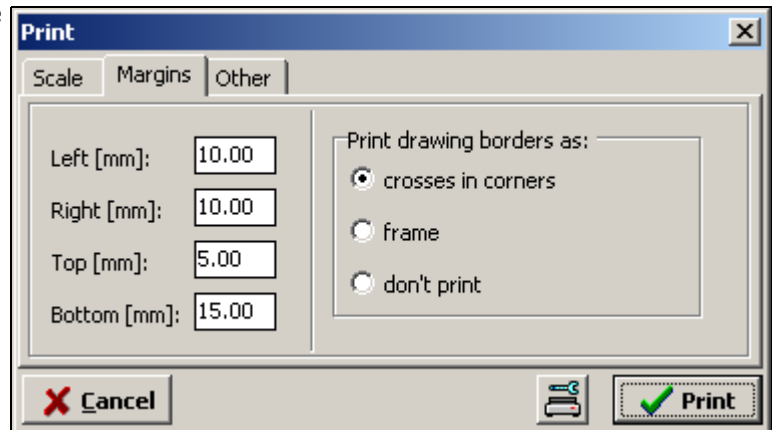 Print
Scale Margins Other
Left [mm]: 10.00
Right [mm]: 10.00
Top [mm]: 5.00
Bottom [mm]: 15.00
Print drawing borders as:
crosses in corners
frame
don't print
Cancel
Print